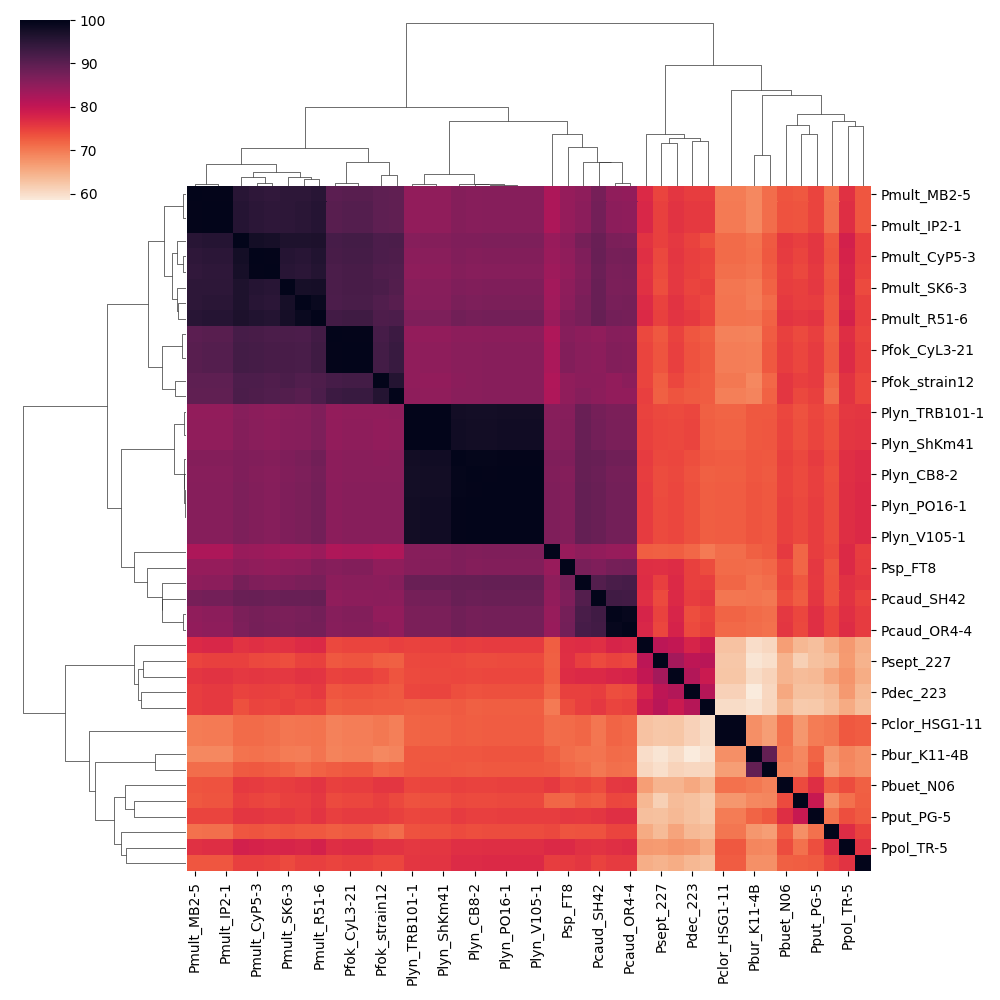 100
90
80
70
60
Pmult_MB2-5
Pmult_IP2-1
Pmult_CyP5-3
Pmult_SK6-3
Pmult_R51-6
Pfok_CyL3-21
Pfok_strain12
Plyn_TRB101-1
Plyn_ShKm41
Plyn_CB8-2
Plyn_PO16-1
Plyn_V105-1
Psp_FT8
Pcaud_SH42
Pcaud_OR4-4
Psept_227
Pdec_223
Pclor_HSG1-11
Pbur_K11-4B
Pbuet_N06
Pput_PG-5
Ppol_TR-5
Pmult_MB2-5
Pmult_IP2-1
Pmult_CyP5-3
Pmult_SK6-3
Pmult_R51-6
Pfok_CyL3-21
Pfok_strain12
Plyn_TRB101-1
Plyn_ShKm41
Plyn_CB8-2
Plyn_PO16-1
Plyn_V105-1
Psp_FT8
Pcaud_SH42
Pcaud_OR4-4
Psept_227
Pdec_223
Pclor_HSG1-11
Pbur_K11-4B
Pbuet_N06
Pput_PG-5
Ppol_TR-5